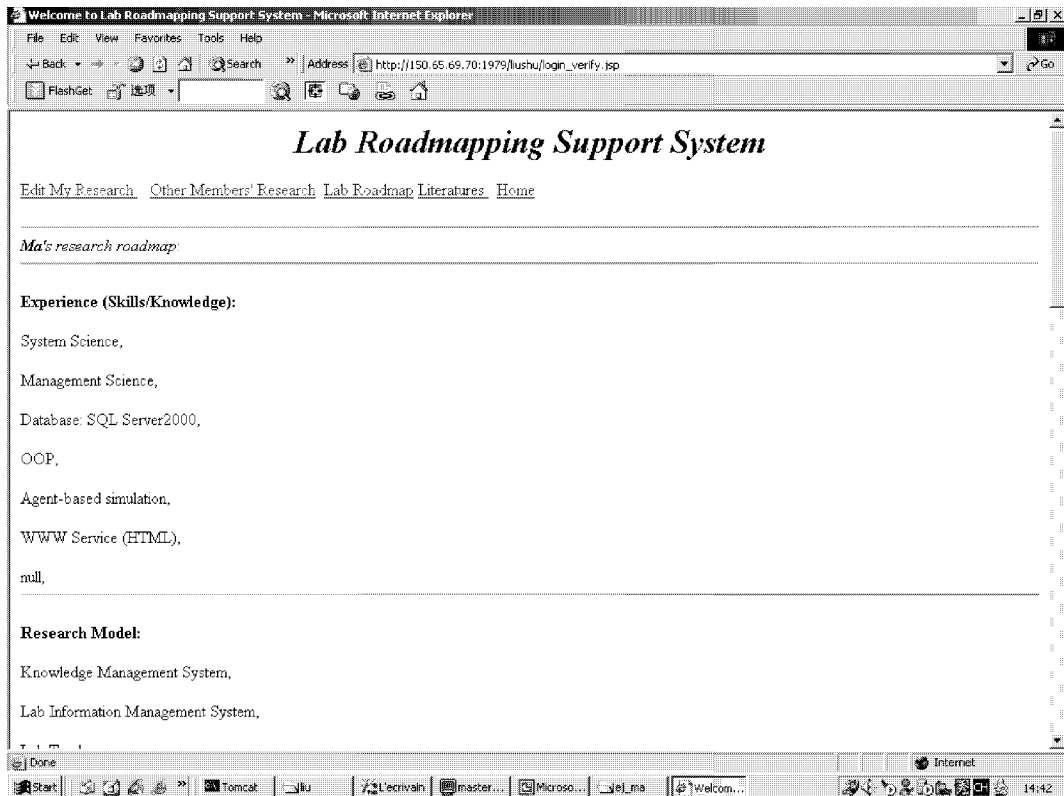 Welcome to Lab Roadmapping Support System - Microsoft Internet Explorer
File Edit View Favorites Tools Help
Back Search » Address http://150.65.69.70:1979/liushu/login_verify.jsp Go
FlashGet 选项
Lab Roadmapping Support System
Edit My Research Other Members' Research Lab Roadmap Literatures Home
Ma's research roadmap:
Experience (Skills/Knowledge):
System Science,
Management Science,
Database: SQL Server2000,
OOP,
Agent-based simulation,
WWW Service (HTML),
null,
Research Model:
Knowledge Management System,
Lab Information Management System,
Done Internet
Start » Tomcat liu L'ecrivain master... Microso... jej_ma Welcom... CH 14:42